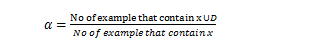 α = No of example that contain x ∪D / No of example that contain x